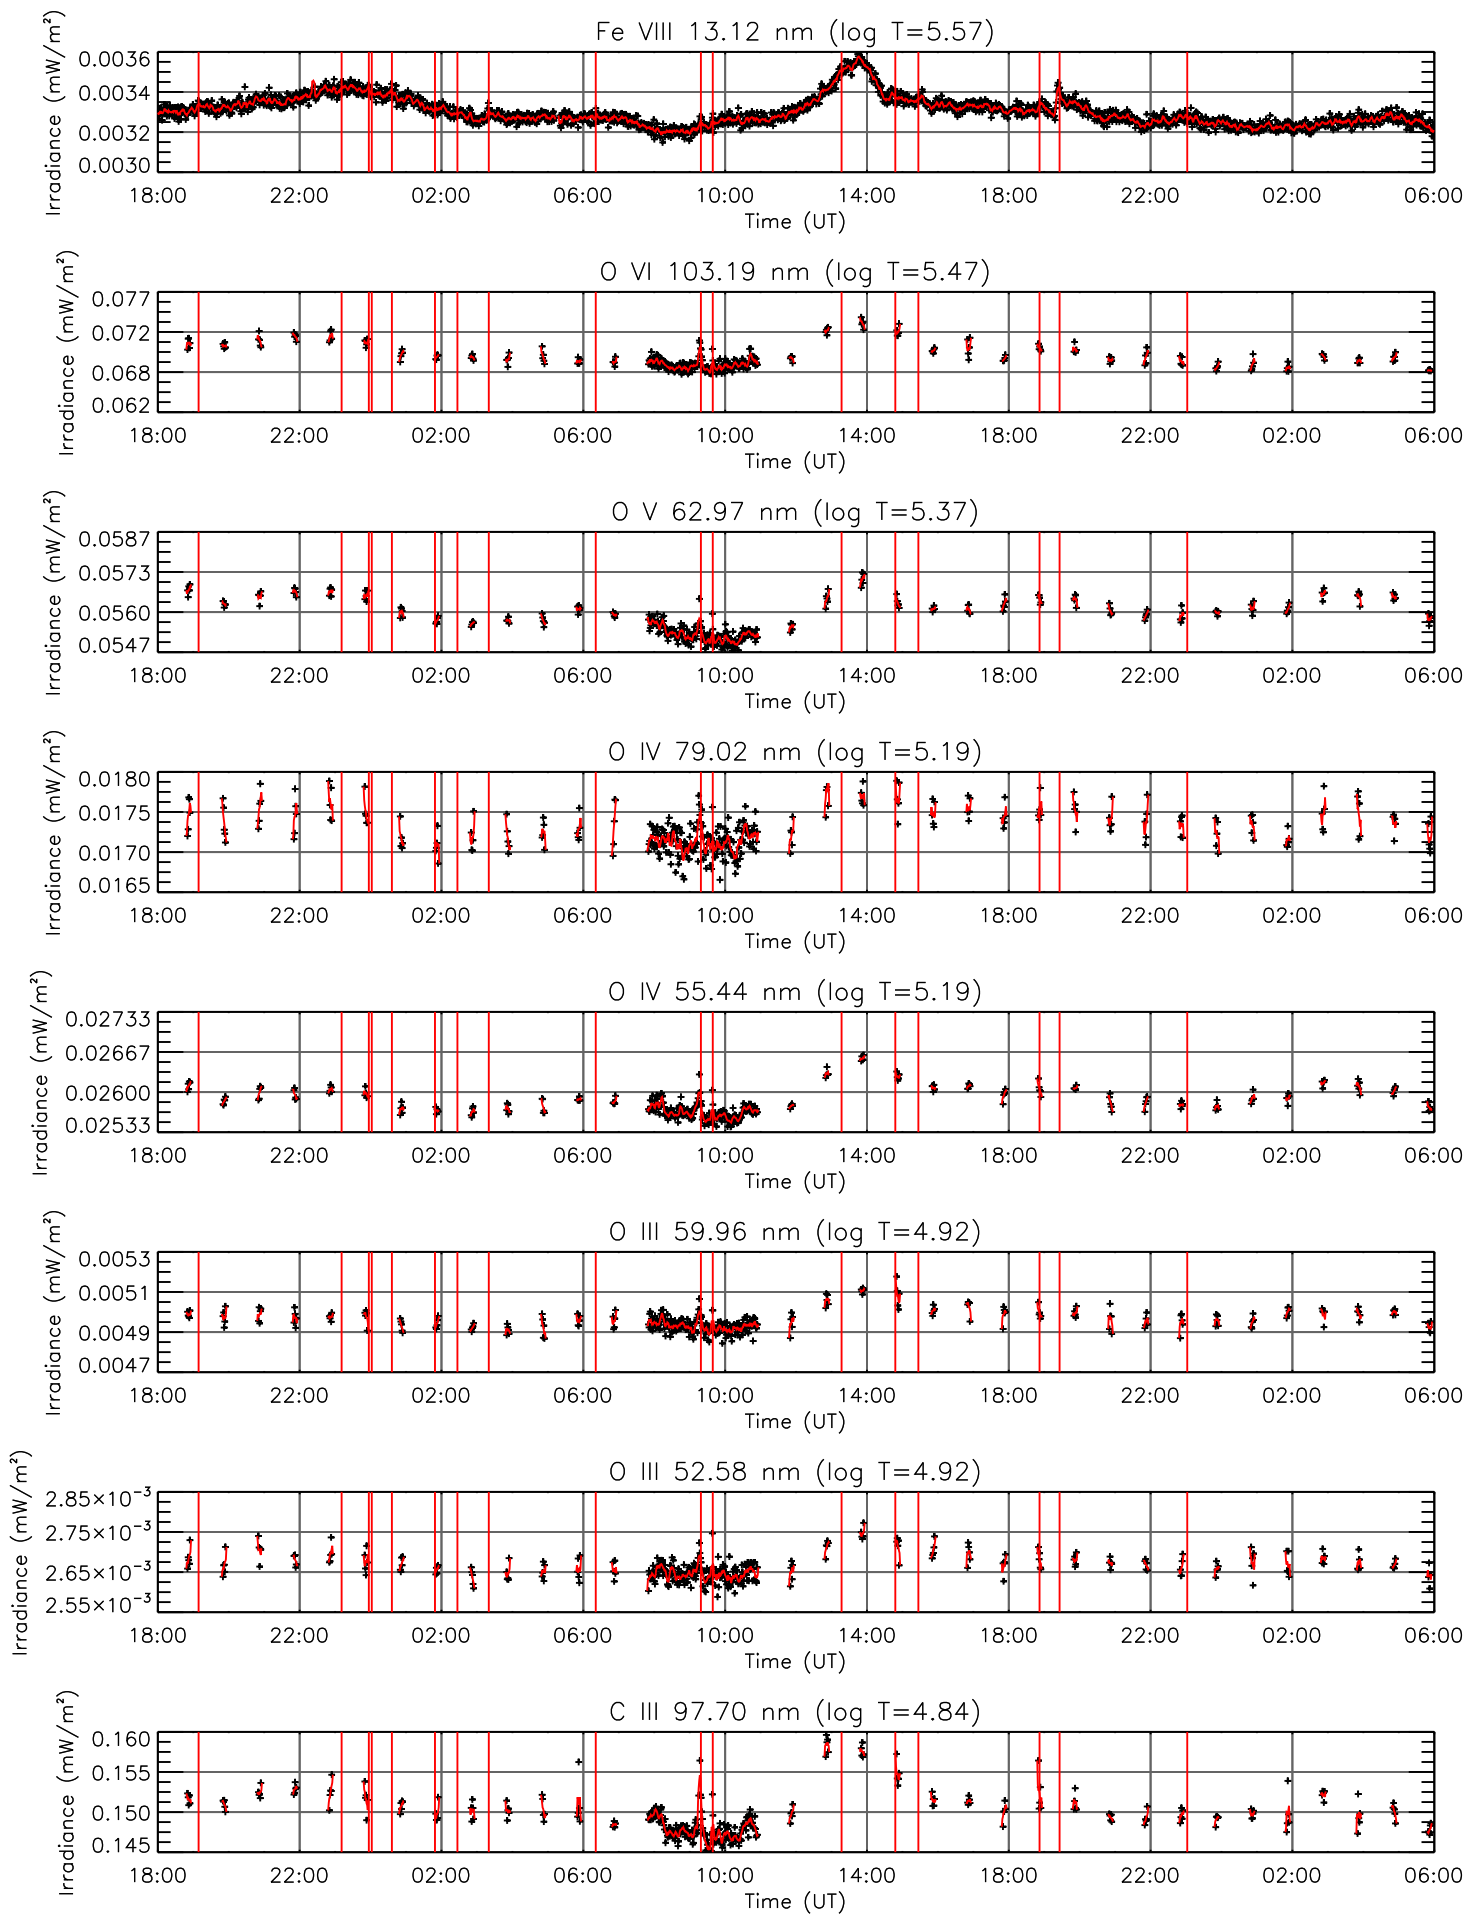 Fe VIII 13.12 nm (log T=5.57)
Irradiance (mW/m²)
0.0036
0.0034
0.0032
0.0030
18:00 22:00 02:00 06:00 10:00 14:00 18:00 22:00 02:00 06:00
Time (UT)
O VI 103.19 nm (log T=5.47)
Irradiance (mW/m²)
0.077
0.072
0.068
0.062
18:00 22:00 02:00 06:00 10:00 14:00 18:00 22:00 02:00 06:00
Time (UT)
O V 62.97 nm (log T=5.37)
Irradiance (mW/m²)
0.0587
0.0573
0.0560
0.0547
18:00 22:00 02:00 06:00 10:00 14:00 18:00 22:00 02:00 06:00
Time (UT)
O IV 79.02 nm (log T=5.19)
Irradiance (mW/m²)
0.0180
0.0175
0.0170
0.0165
18:00 22:00 02:00 06:00 10:00 14:00 18:00 22:00 02:00 06:00
Time (UT)
O IV 55.44 nm (log T=5.19)
Irradiance (mW/m²)
0.02733
0.02667
0.02600
0.02533
18:00 22:00 02:00 06:00 10:00 14:00 18:00 22:00 02:00 06:00
Time (UT)
O III 59.96 nm (log T=4.92)
Irradiance (mW/m²)
0.0053
0.0051
0.0049
0.0047
18:00 22:00 02:00 06:00 10:00 14:00 18:00 22:00 02:00 06:00
Time (UT)
O III 52.58 nm (log T=4.92)
Irradiance (mW/m²)
2.85×10⁻³
2.75×10⁻³
2.65×10⁻³
2.55×10⁻³
18:00 22:00 02:00 06:00 10:00 14:00 18:00 22:00 02:00 06:00
Time (UT)
C III 97.70 nm (log T=4.84)
Irradiance (mW/m²)
0.160
0.155
0.150
0.145
18:00 22:00 02:00 06:00 10:00 14:00 18:00 22:00 02:00 06:00
Time (UT)